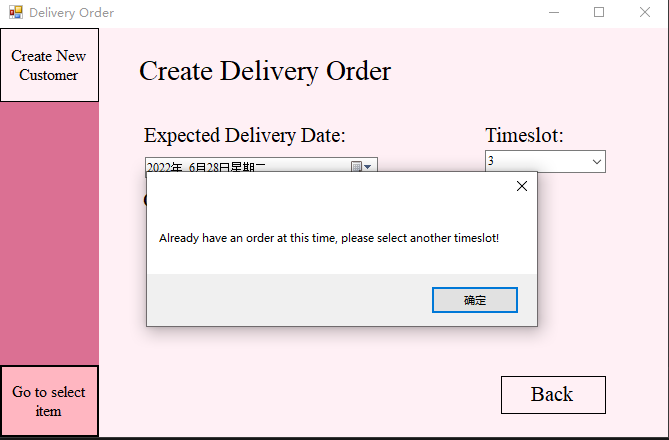 Delivery Order
Create New
Customer
Create Delivery Order
Expected Delivery Date:
Timeslot:
2022年 6月28日星期二
3
Already have an order at this time, please select another timeslot!
确定
Go to select
item
Back